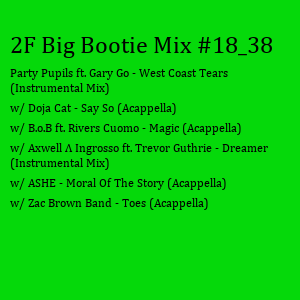 2F Big Bootie Mix #18_38
Party Pupils ft. Gary Go - West Coast Tears
(Instrumental Mix)
w/ Doja Cat - Say So (Acappella)
w/ B.o.B ft. Rivers Cuomo - Magic (Acappella)
w/ Axwell Λ Ingrosso ft. Trevor Guthrie - Dreamer
(Instrumental Mix)
w/ ASHE - Moral Of The Story (Acappella)
w/ Zac Brown Band - Toes (Acappella)